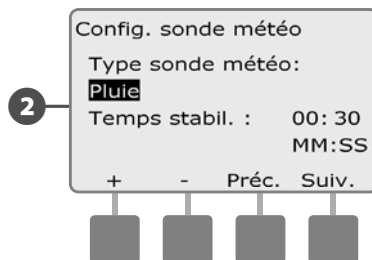 Config. sonde météo
Type sonde météo:
Pluie
2
Temps stabil. : 00: 30
MM:SS
+ - Préc. Suiv.